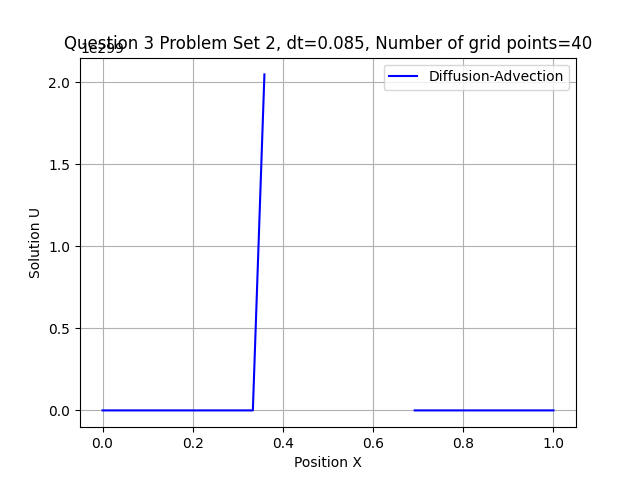 Question 3 Problem Set 2, dt=0.085, Number of grid points=40
1e299
Diffusion-Advection
2.0
1.5
1.0
0.5
0.0
Solution U
0.0 0.2 0.4 0.6 0.8 1.0
Position X